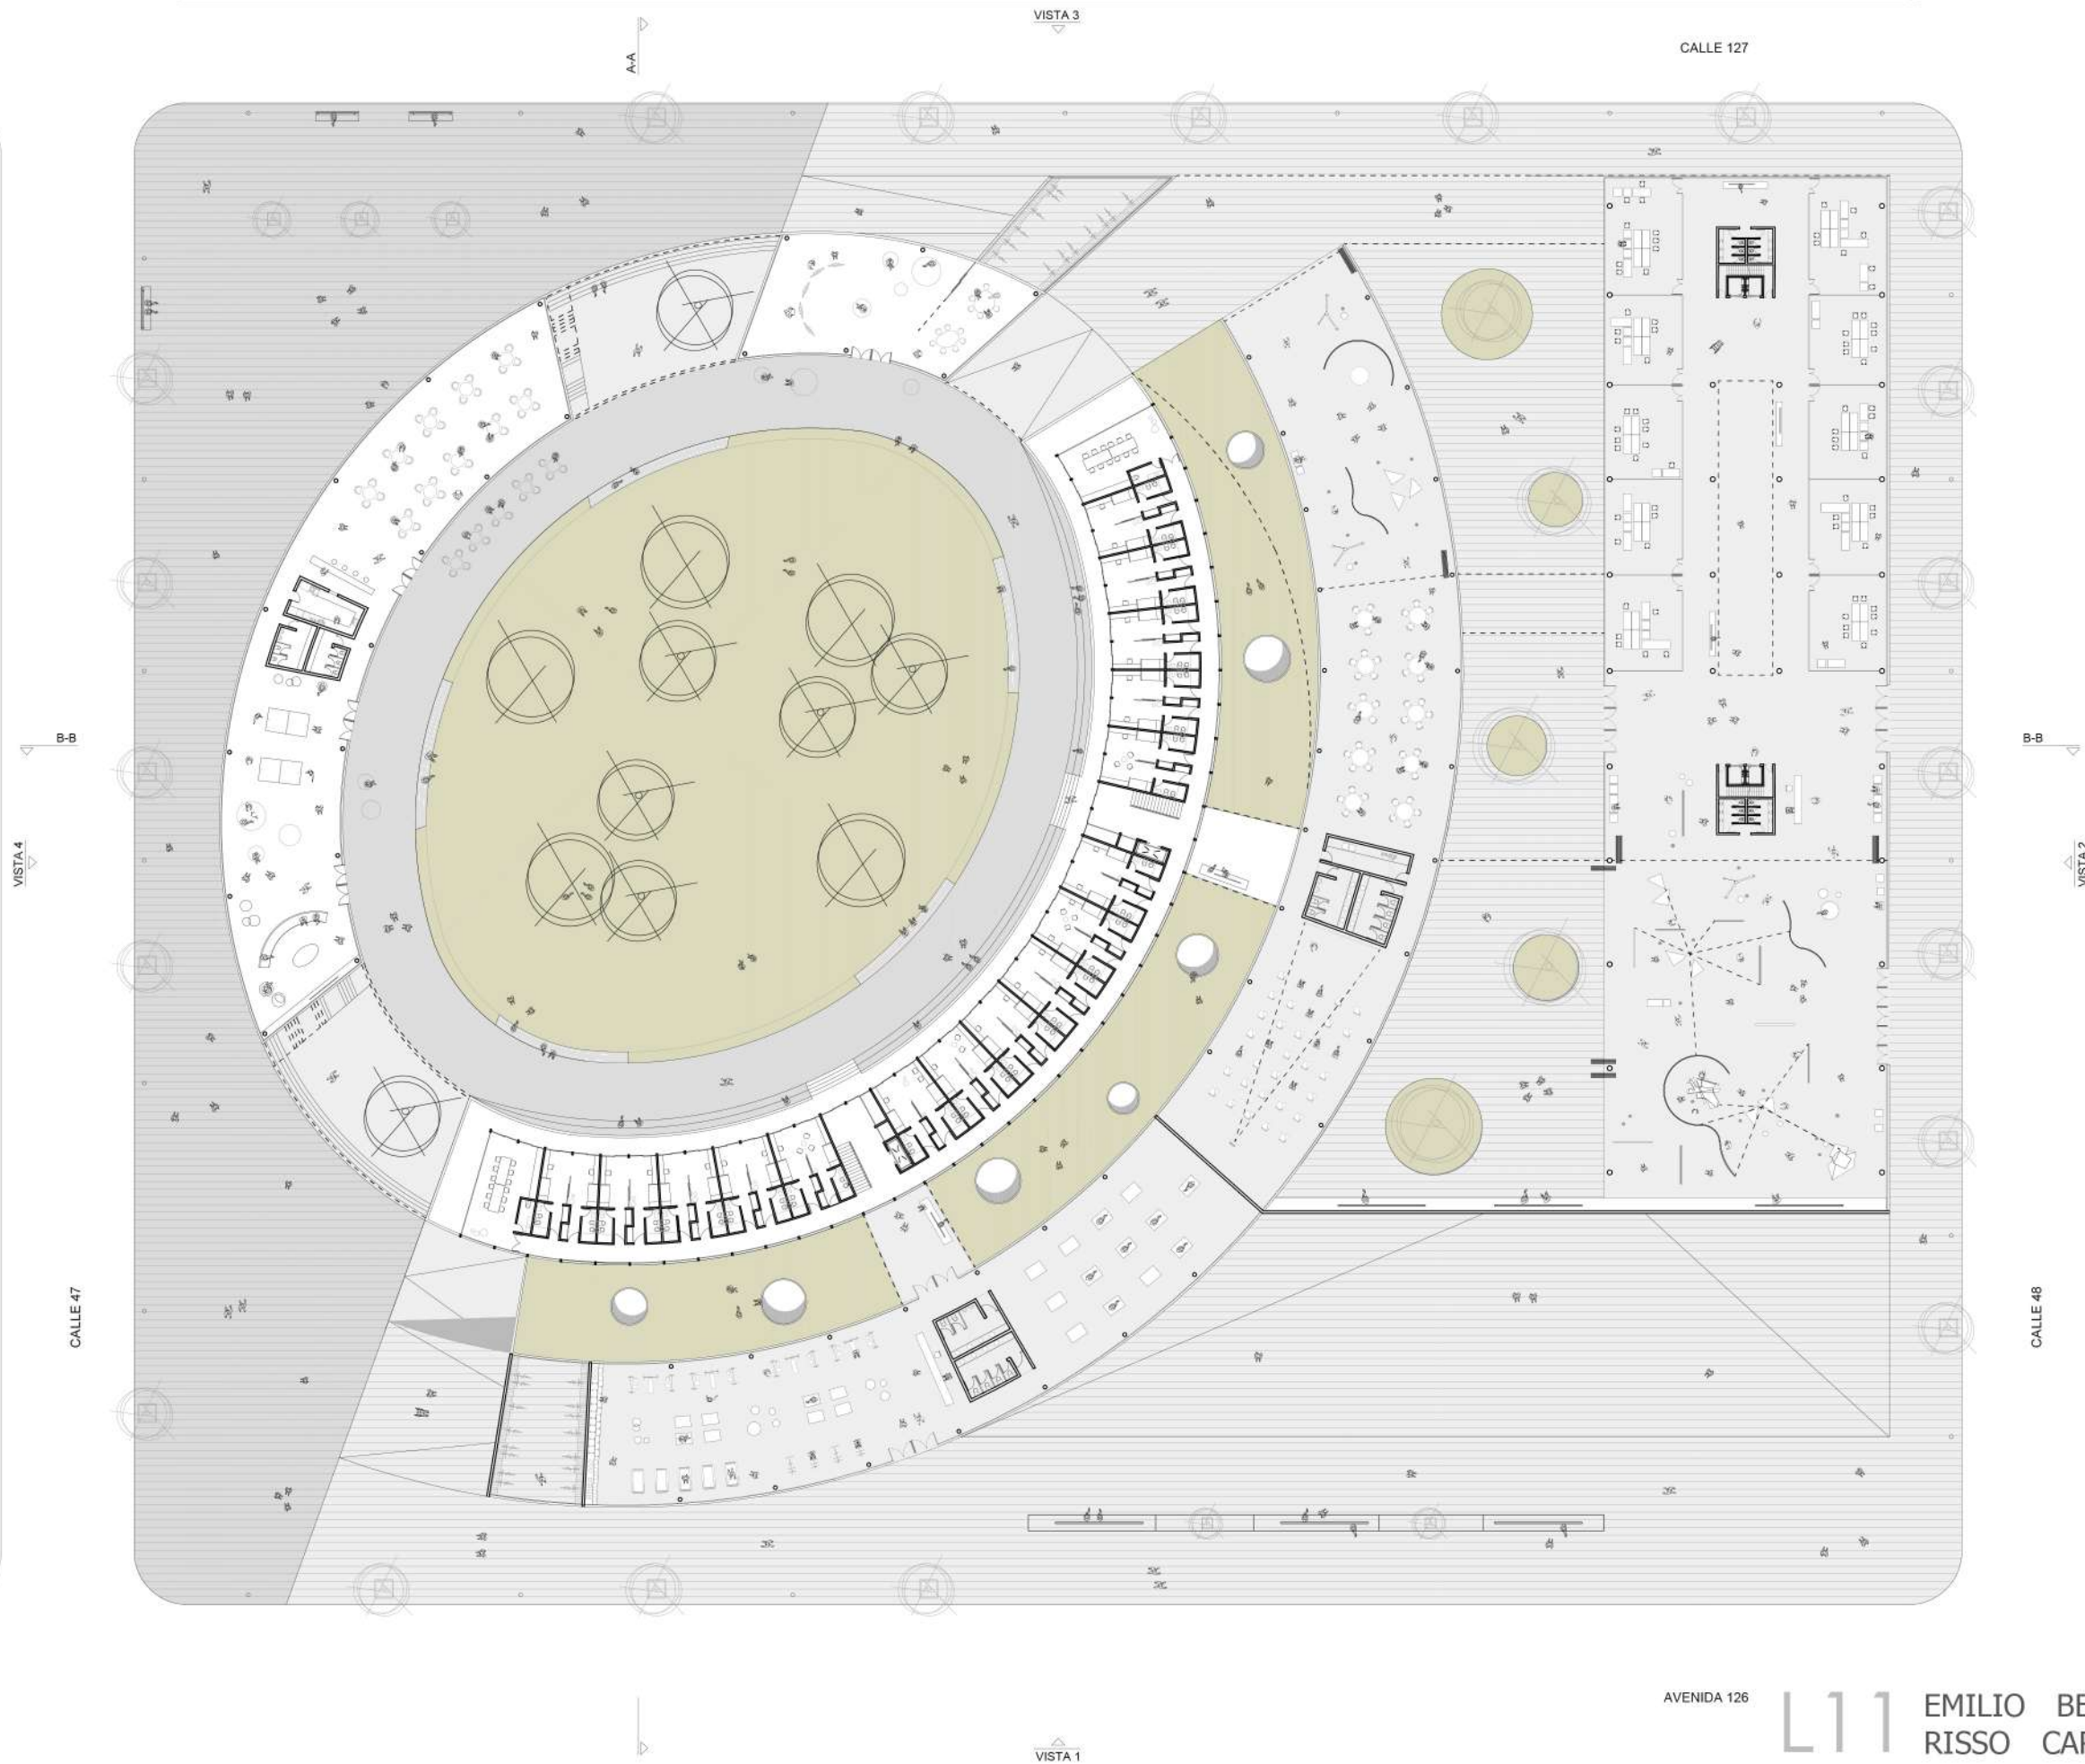 VISTA 3
CALLE 127
A-A
B-B
B-B
VISTA 4
VISTA 2
CALLE 47
CALLE 48
AVENIDA 126
L11
EMILIO BE
RISSO CAR
VISTA 1